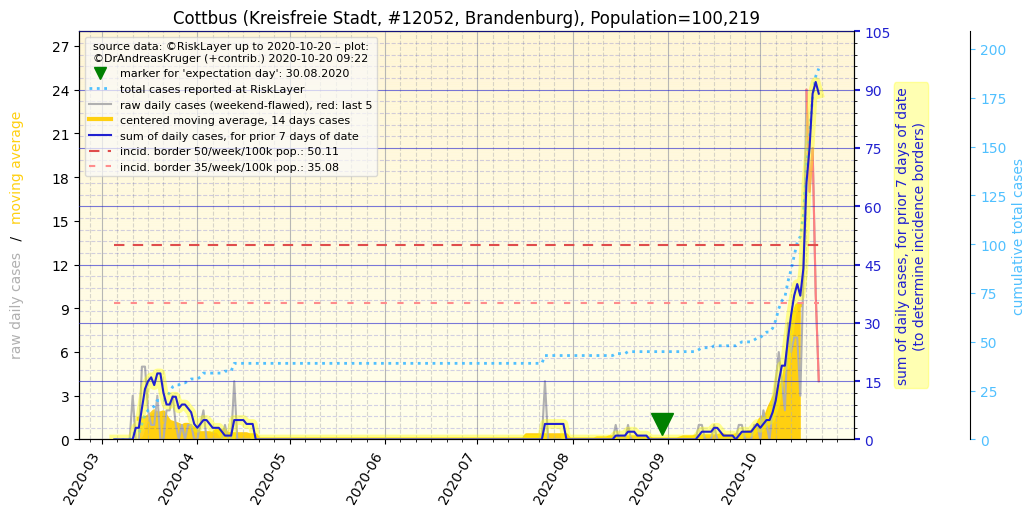 Cottbus (Kreisfreie Stadt, #12052, Brandenburg), Population=100,219
source data: ©RiskLayer up to 2020-10-20 – plot:
©DrAndreasKruger (+contrib.) 2020-10-20 09:22
marker for 'expectation day': 30.08.2020
total cases reported at RiskLayer
raw daily cases (weekend-flawed), red: last 5
centered moving average, 14 days cases
sum of daily cases, for prior 7 days of date
incid. border 50/week/100k pop.: 50.11
incid. border 35/week/100k pop.: 35.08
raw daily cases / moving average
27
24
21
18
15
12
9
6
3
0
2020-03
2020-04
2020-05
2020-06
2020-07
2020-08
2020-09
2020-10
105
90
75
60
45
30
15
0
sum of daily cases, for prior 7 days of date
(to determine incidence borders)
200
175
150
125
100
75
50
25
0
cumulative total cases